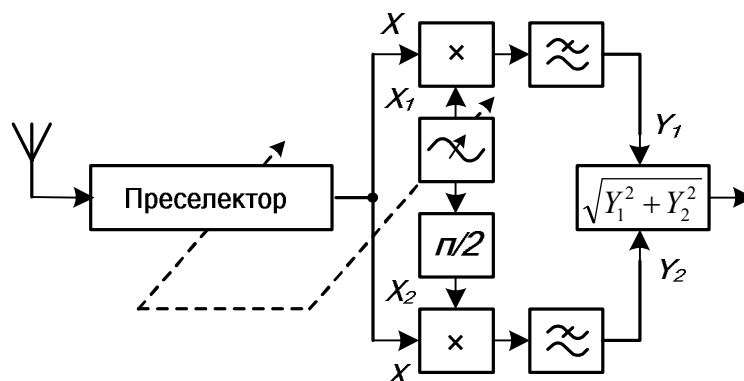 X
×
X₁
Y₁
Преселектор
√(Y₁² + Y₂²)
π/2
Y₂
X₂
×
X